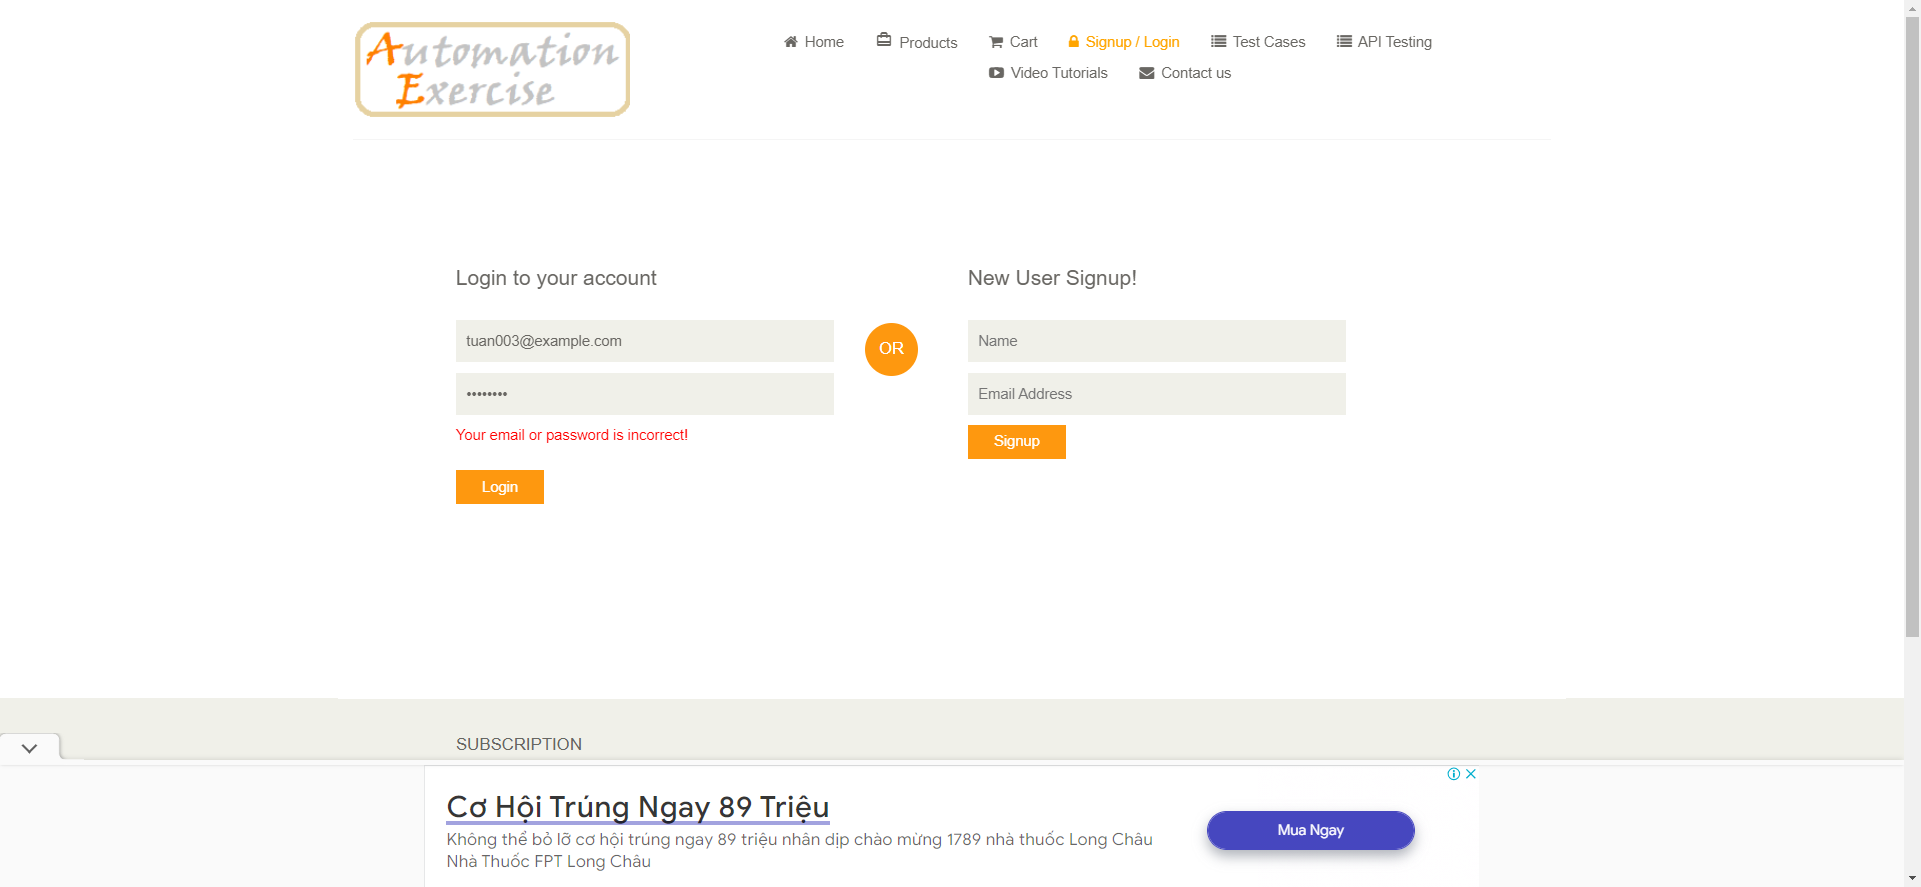 Automation
Exercise
Home
Products
Cart
Signup / Login
Test Cases
API Testing
Video Tutorials
Contact us
Login to your account
tuan003@example.com
••••••••
Your email or password is incorrect!
Login
OR
New User Signup!
Name
Email Address
Signup
SUBSCRIPTION
Cơ Hội Trúng Ngay 89 Triệu
Không thể bỏ lỡ cơ hội trúng ngay 89 triệu nhân dịp chào mừng 1789 nhà thuốc Long Châu
Nhà Thuốc FPT Long Châu
Mua Ngay